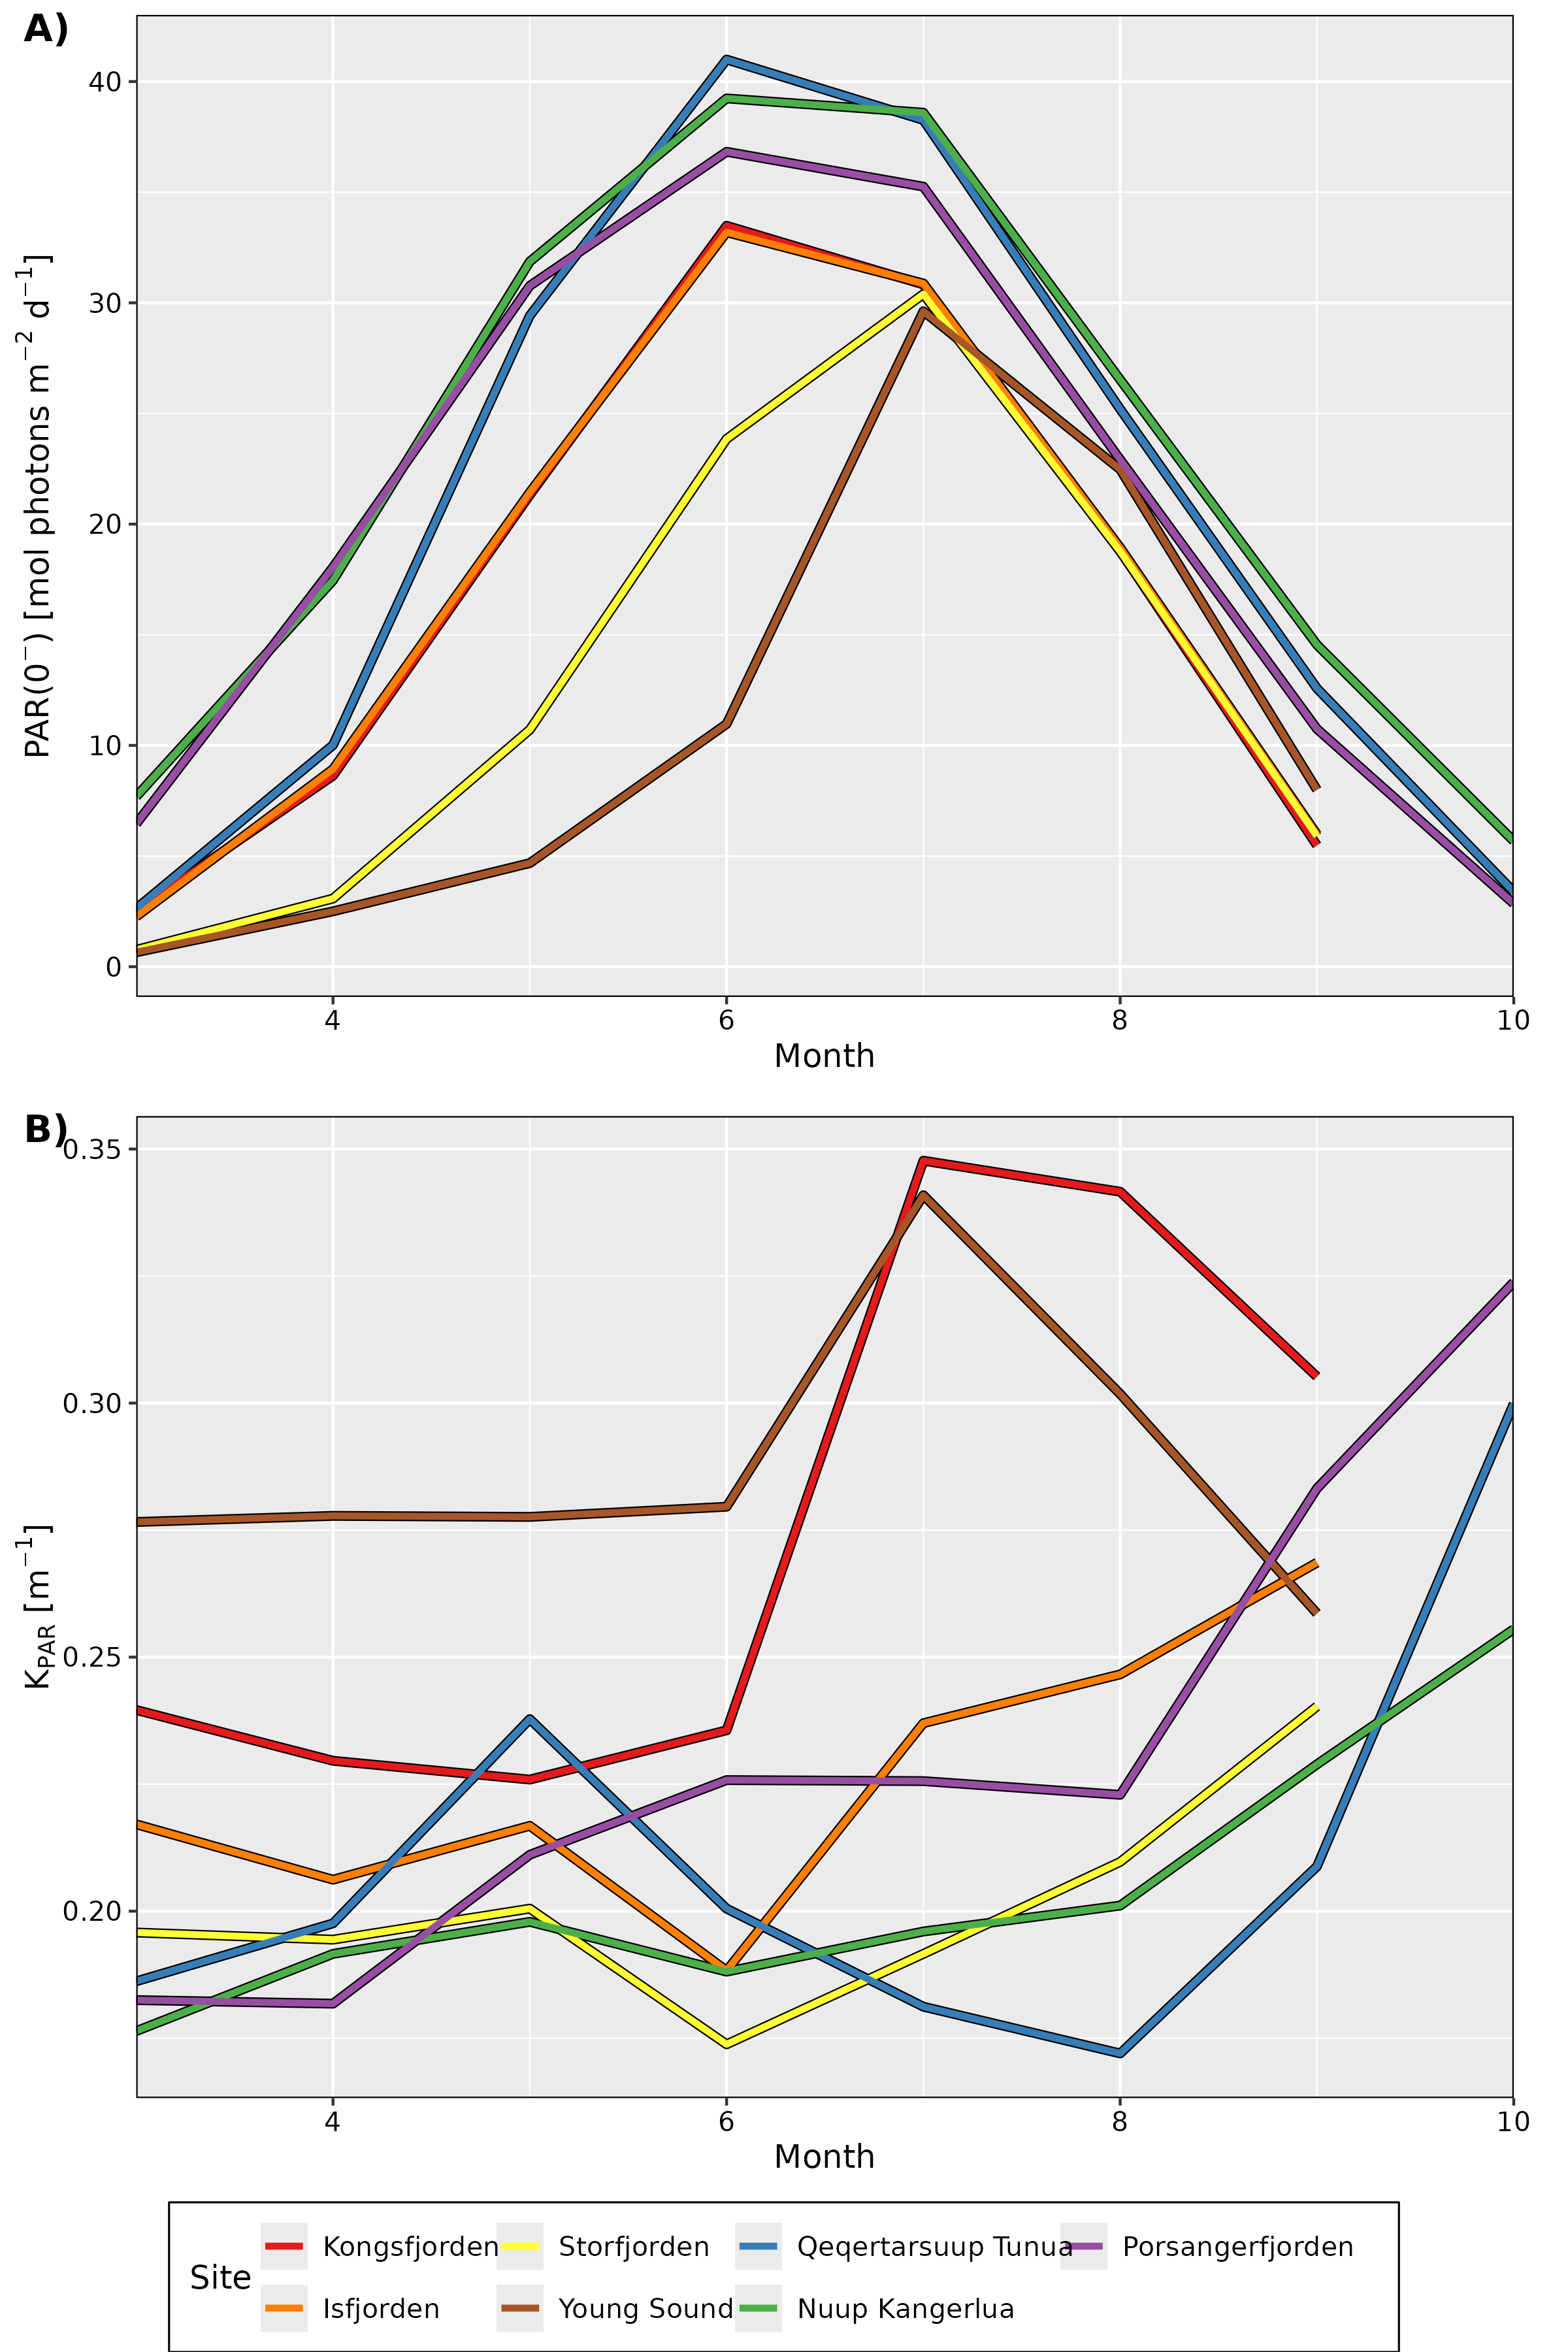 A)
40
30
20
10
0
PAR(0⁻) [mol photons m⁻² d⁻¹]
4 6 8 10
Month
B)
0.35
0.30
0.25
0.20
K_PAR [m⁻¹]
4 6 8 10
Month
Site
Kongsfjorden Storfjorden Qeqertarsuup Tunua Porsangerfjorden
Isfjorden Young Sound Nuup Kangerlua